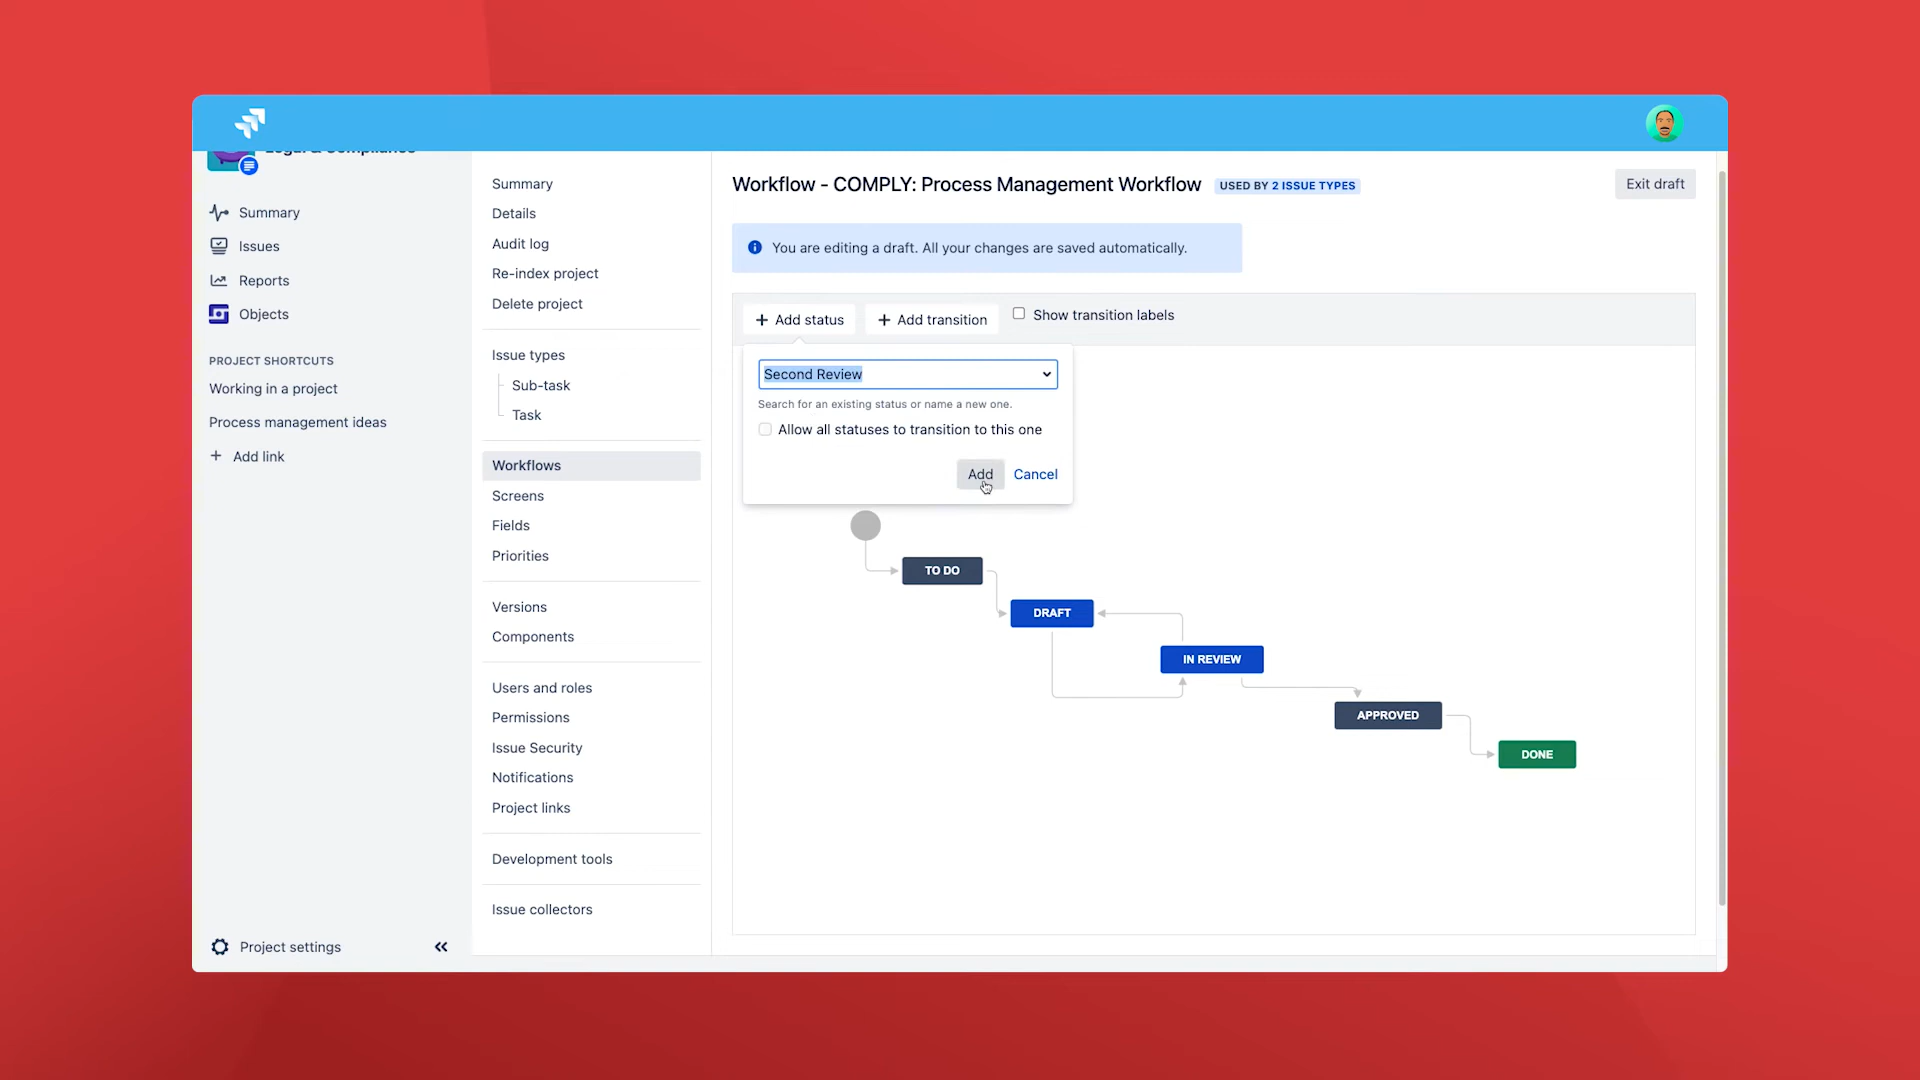 Legal & Compliance
Summary
Issues
Reports
Objects
PROJECT SHORTCUTS
Working in a project
Process management ideas
+ Add link
Project settings
Summary
Details
Audit log
Re-index project
Delete project
Issue types
Sub-task
Task
Workflows
Screens
Fields
Priorities
Versions
Components
Users and roles
Permissions
Issue Security
Notifications
Project links
Development tools
Issue collectors
Workflow - COMPLY: Process Management Workflow USED BY 2 ISSUE TYPES
Exit draft
You are editing a draft. All your changes are saved automatically.
+ Add status + Add transition Show transition labels
Second Review
Search for an existing status or name a new one.
Allow all statuses to transition to this one
Add Cancel
TO DO
DRAFT
IN REVIEW
APPROVED
DONE